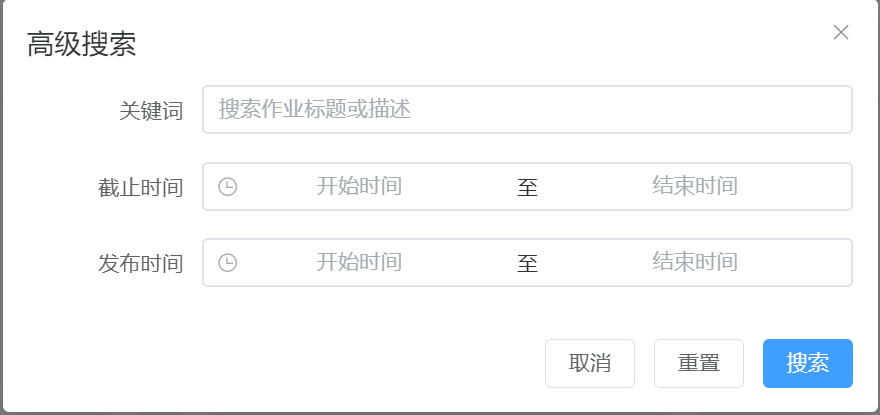 高级搜索
关键词 搜索作业标题或描述
截止时间 开始时间 至 结束时间
发布时间 开始时间 至 结束时间
取消 重置 搜索